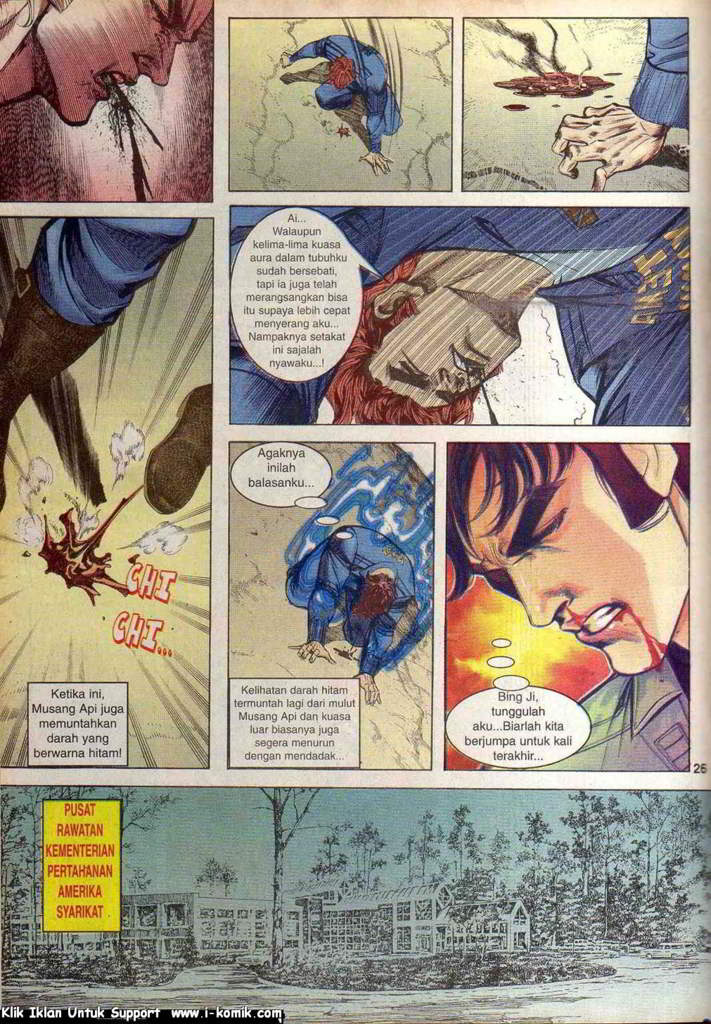 Ai...
Walaupun
kelima-lima kuasa
aura dalam tubuhku
sudah bersebati,
tapi ia juga telah
merangsangkan bisa
itu supaya lebih cepat
menyerang aku...
Nampaknya setakat
ini sajalah
nyawaku...!
CHI
CHI...
Ketika ini,
Musang Api juga
memuntahkan
darah yang
berwarna hitam!
Agaknya
inilah
balasanku...
Kelihatan darah hitam
termuntah lagi dari mulut
Musang Api dan kuasa
luar biasanya juga
segera menurun
dengan mendadak...
Bing Ji,
tunggulah
aku...Biarlah kita
berjumpa untuk kali
terakhir...
26
PUSAT
RAWATAN
KEMENTERIAN
PERTAHANAN
AMERIKA
SYARIKAT
Klik Iklan Untuk Support www.i-komik.com